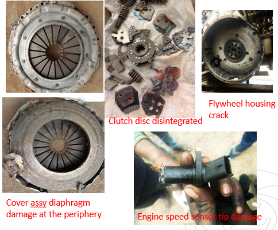 Clutch disc disintegrated
Flywheel housing
crack
Cover assy diaphragm
damage at the periphery
Engine speed sensor tip damage